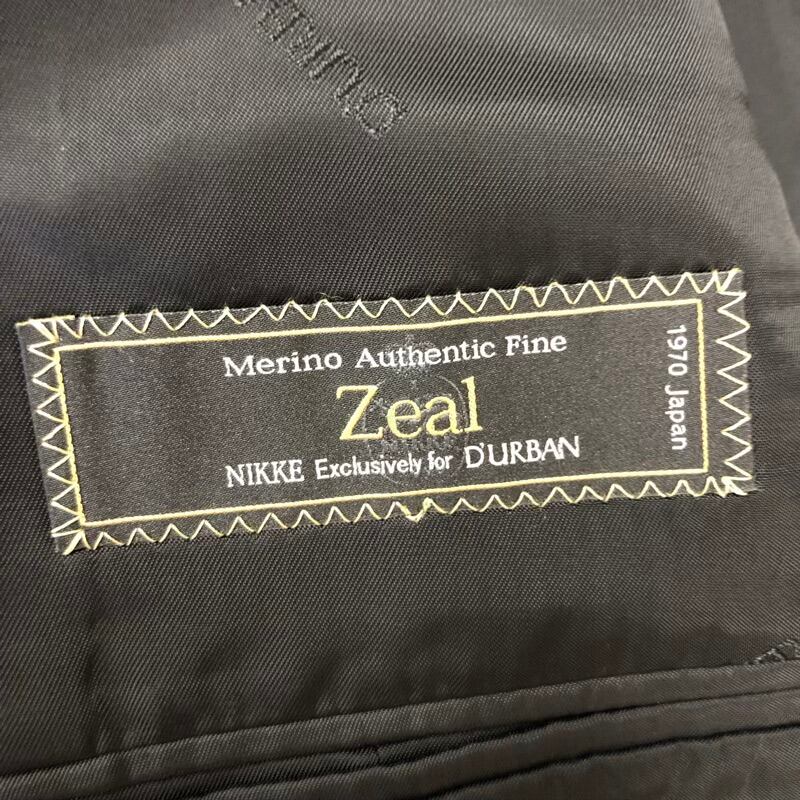 Merino Authentic Fine
Zeal
NIKKE Exclusively for D'URBAN
1970 Japan